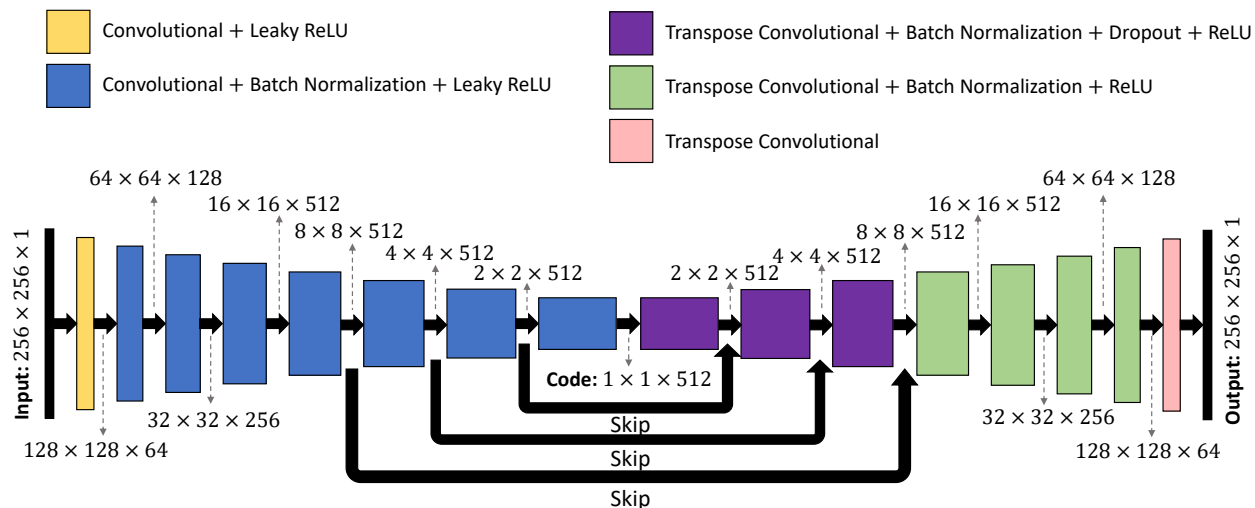 Convolutional + Leaky ReLU
Convolutional + Batch Normalization + Leaky ReLU
Transpose Convolutional + Batch Normalization + Dropout + ReLU
Transpose Convolutional + Batch Normalization + ReLU
Transpose Convolutional
Input: 256 × 256 × 1
128 × 128 × 64
64 × 64 × 128
32 × 32 × 256
16 × 16 × 512
8 × 8 × 512
4 × 4 × 512
2 × 2 × 512
Code: 1 × 1 × 512
2 × 2 × 512
4 × 4 × 512
8 × 8 × 512
16 × 16 × 512
32 × 32 × 256
64 × 64 × 128
128 × 128 × 64
Output: 256 × 256 × 1
Skip
Skip
Skip